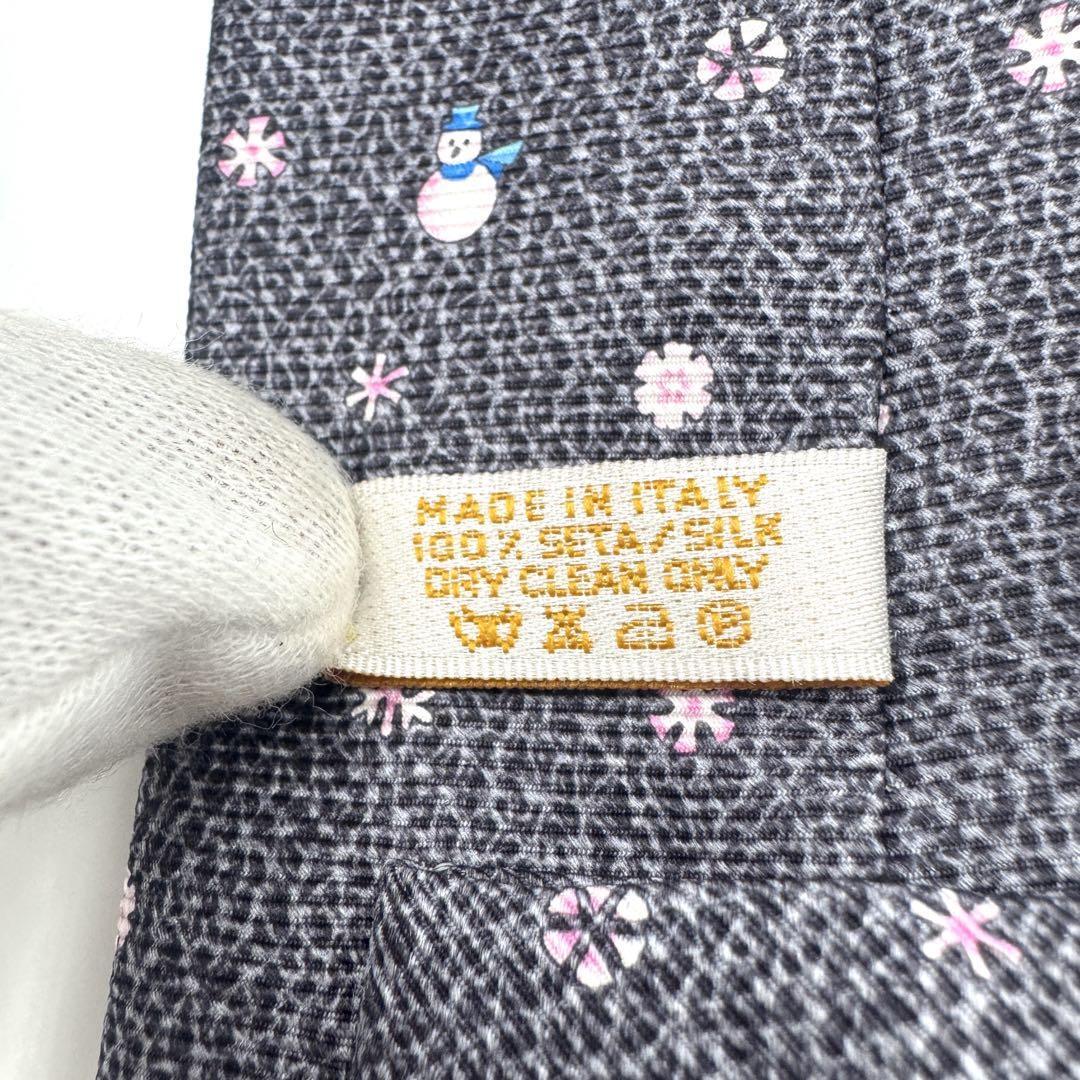 MADE IN ITALY
100% SETA/SILK
DRY CLEAN ONLY
Ⓟ